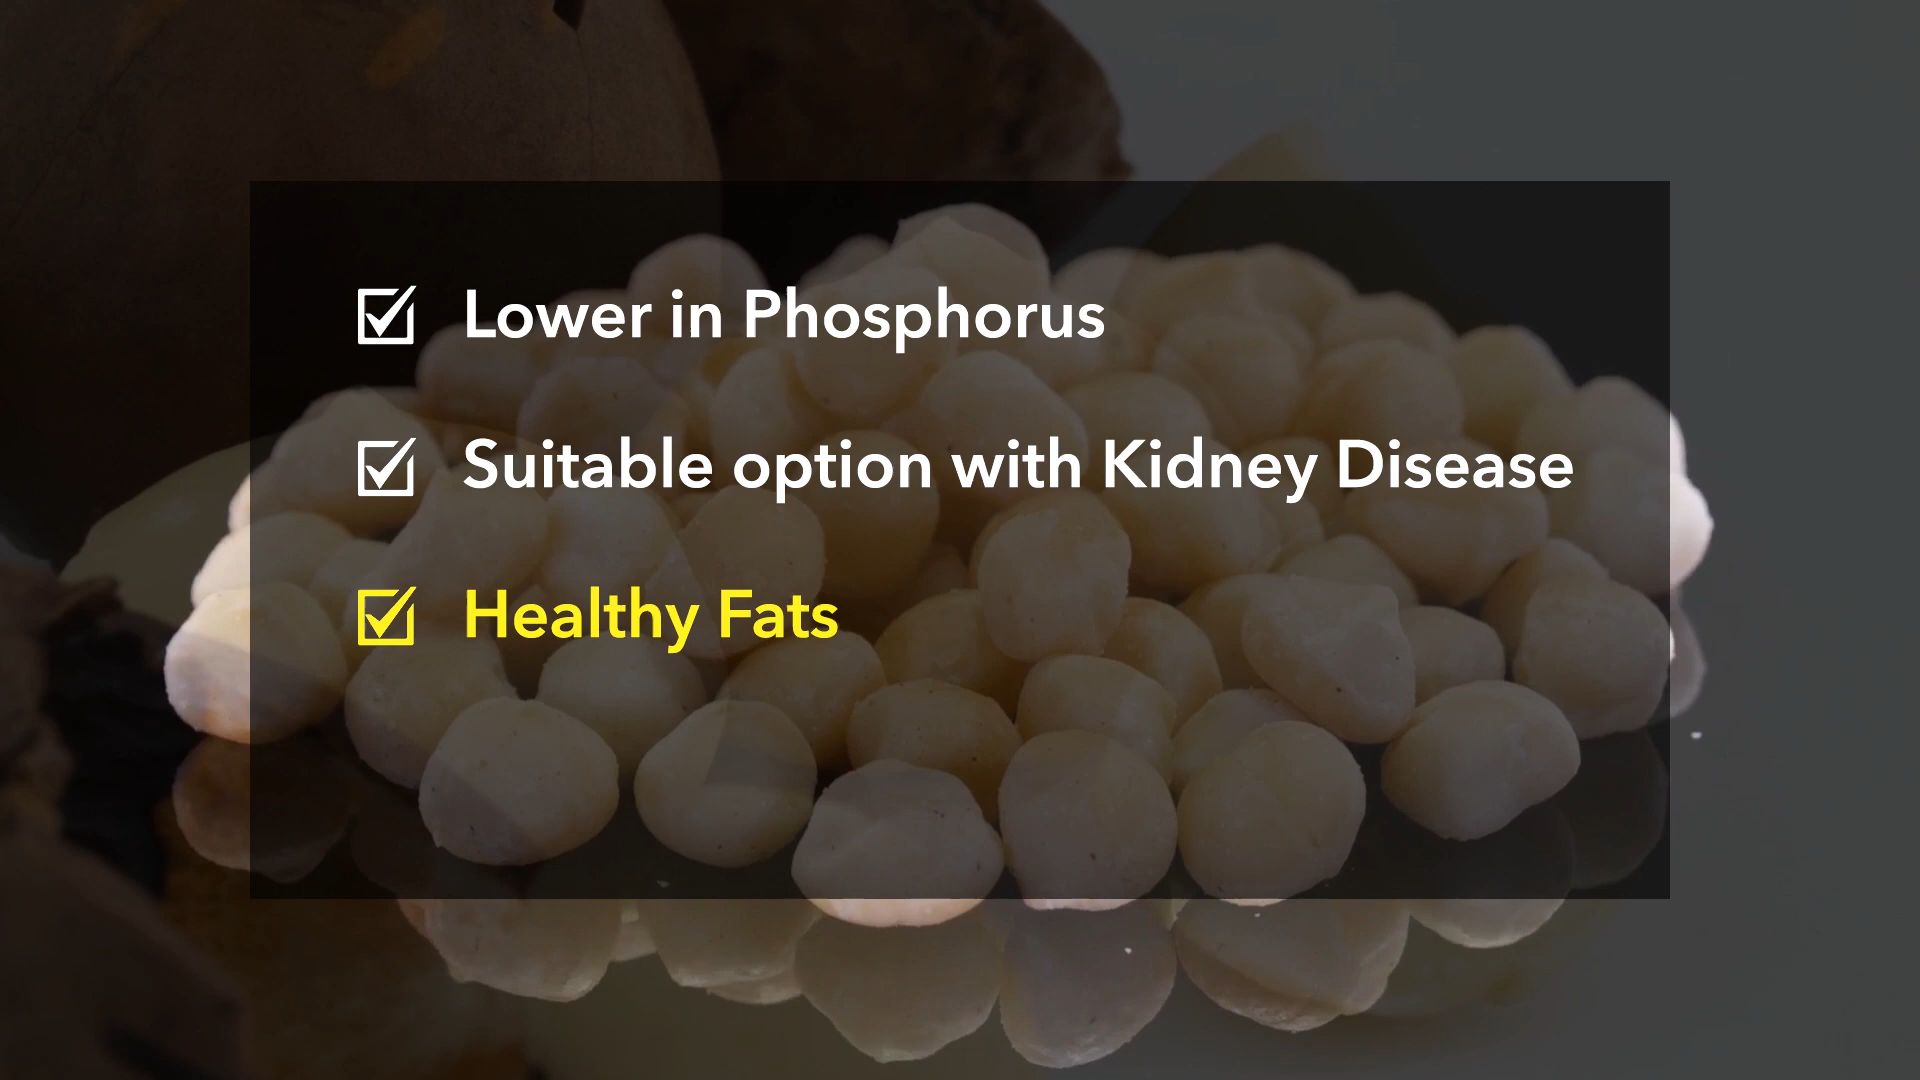 Lower in Phosphorus
Suitable option with Kidney Disease
Healthy Fats